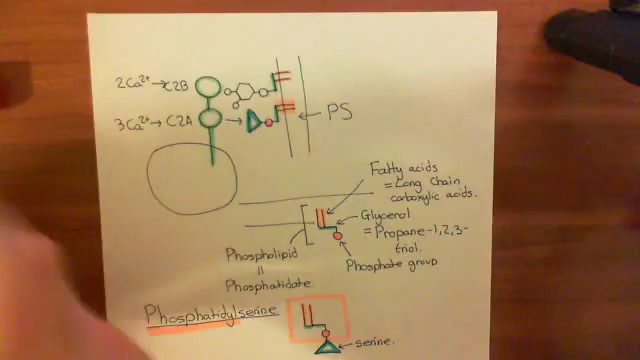 2Ca²⁺→C2B
3Ca²⁺→C2A
PS
Fatty acids
=Long Chain
carboxylic acids.
Glycerol
=Propane-1,2,3-
triol.
Phosphate group
Phospholipid
=
Phosphatidate.
Phosphatidylserine
serine.